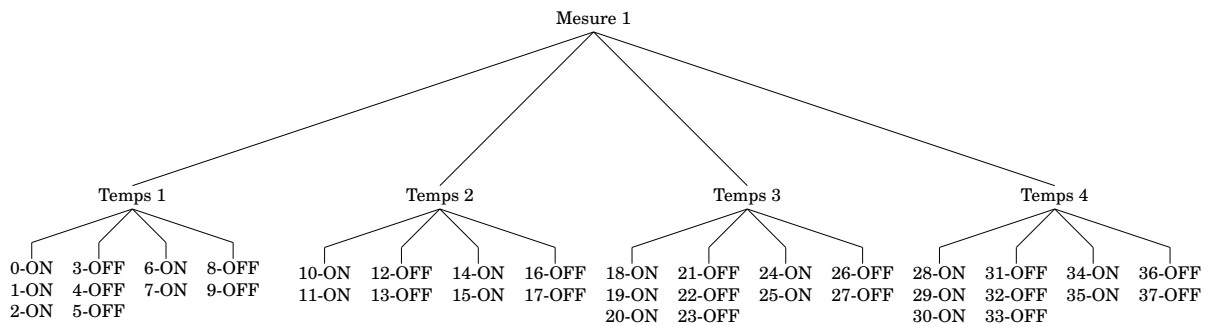 Mesure 1
Temps 1 Temps 2 Temps 3 Temps 4
0-ON 3-OFF 6-ON 8-OFF 10-ON 12-OFF 14-ON 16-OFF 18-ON 21-OFF 24-ON 26-OFF 28-ON 31-OFF 34-ON 36-OFF
1-ON 4-OFF 7-ON 9-OFF 11-ON 13-OFF 15-ON 17-OFF 19-ON 22-OFF 25-ON 27-OFF 29-ON 32-OFF 35-ON 37-OFF
2-ON 5-OFF 20-ON 23-OFF 30-ON 33-OFF